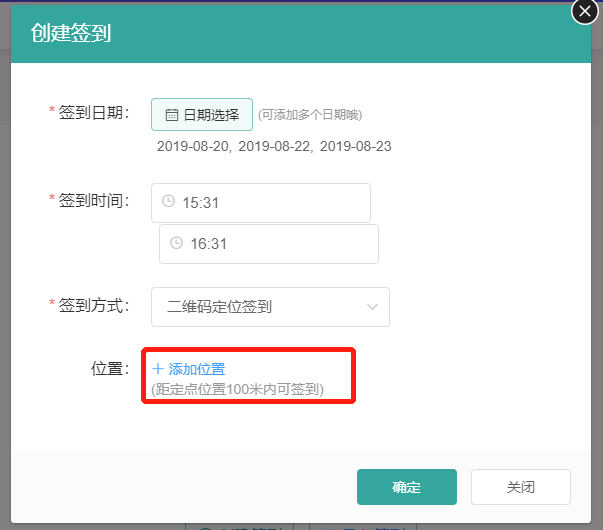 创建签到
* 签到日期： 日期选择 (可添加多个日期哦)
2019-08-20, 2019-08-22, 2019-08-23
* 签到时间： 15:31
16:31
* 签到方式： 二维码定位签到
位置： + 添加位置
(距定点位置100米内可签到)
确定 关闭